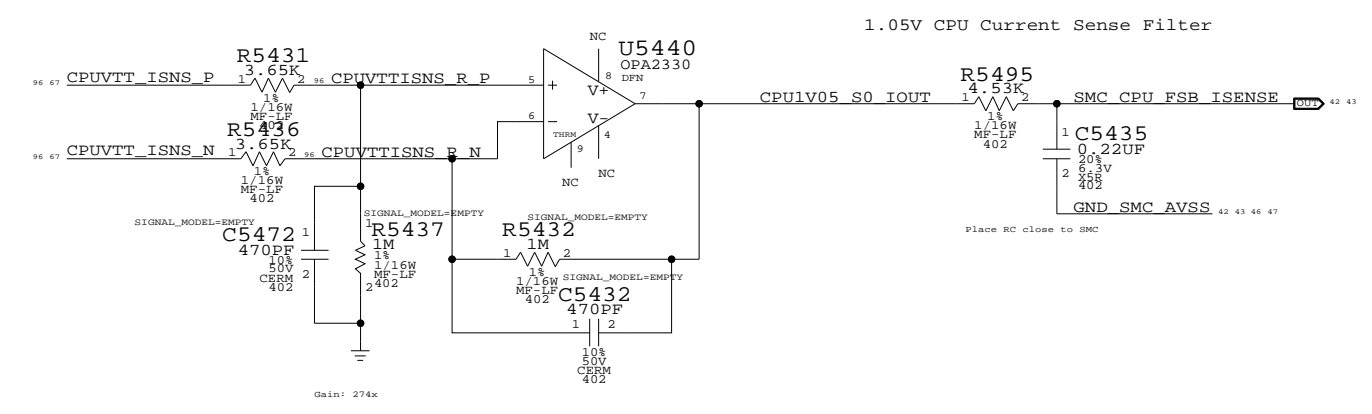 1.05V CPU Current Sense Filter
NC
U5440
OPA2330
DFN
8
V+
R5431
3.65K
96 67 CPUVTT_ISNS_P 1 2 96 CPUVTTISNS_R_P 5 +
1%
1/16W
MF-LF
402
7
CPU1V05_S0_IOUT
R5495
4.53K
1 2
1%
1/16W
MF-LF
402
SMC_CPU_FSB_ISENSE OUT 42 43
6 -
V-
THRM
4
9
NC
NC
R5436
3.65K
96 67 CPUVTT_ISNS_N 1 2 96 CPUVTTISNS_R_N
1%
1/16W
MF-LF
402
1
C5435
0.22UF
20%
6.3V
X5R
402
2
GND_SMC_AVSS 42 43 46 47
Place RC close to SMC
SIGNAL_MODEL=EMPTY
C5472
470PF
10%
50V
CERM
402
1
2
SIGNAL_MODEL=EMPTY
1
R5437
1M
1%
1/16W
MF-LF
402
2
SIGNAL_MODEL=EMPTY
R5432
1M
1 2
1%
1/16W
MF-LF
402
SIGNAL_MODEL=EMPTY
C5432
470PF
1 2
10%
50V
CERM
402
Gain: 274x